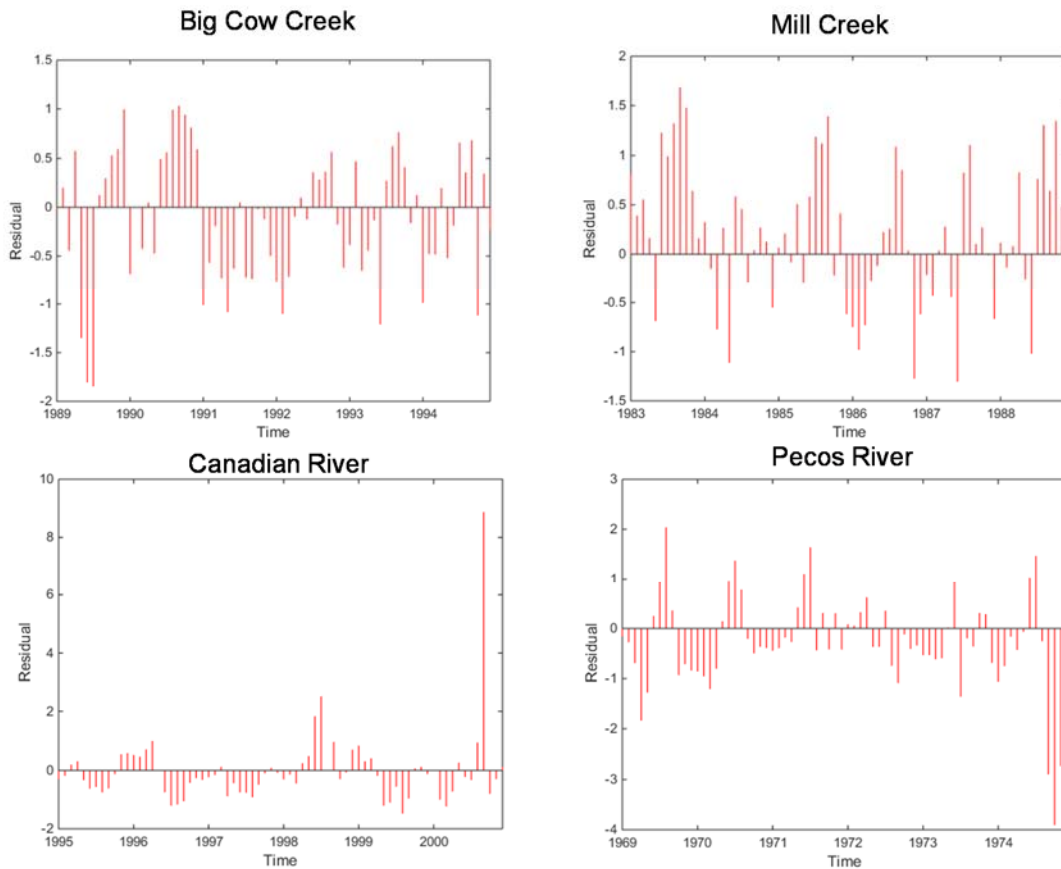 Big Cow Creek
1.5
1
0.5
0
-0.5
-1
-1.5
-2
Residual
1989 1990 1991 1992 1993 1994
Time
Mill Creek
2
1.5
1
0.5
0
-0.5
-1
-1.5
Residual
1983 1984 1985 1986 1987 1988
Time
Canadian River
10
8
6
4
2
0
-2
Residual
1995 1996 1997 1998 1999 2000
Time
Pecos River
3
2
1
0
-1
-2
-3
-4
Residual
1969 1970 1971 1972 1973 1974
Time